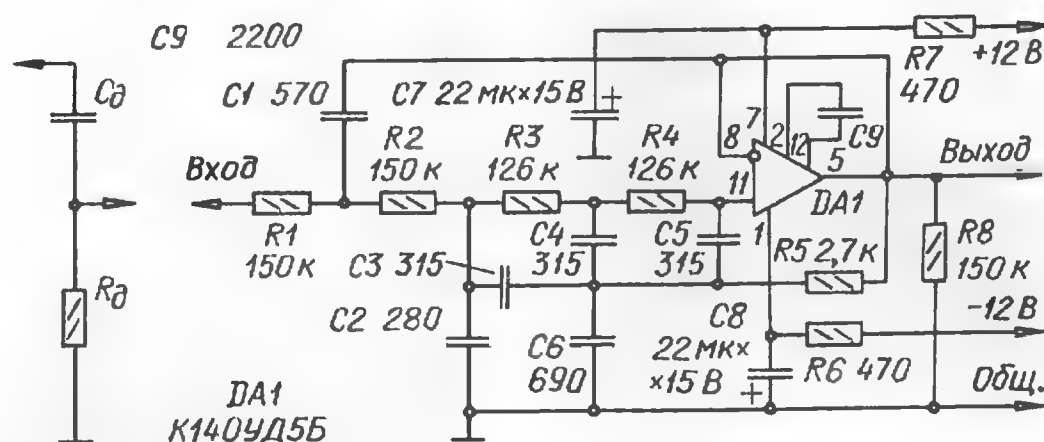 C9 2200
Cд
Rд
C1 570
C7 22 мк×15 В
+
R7
470
+12 В
Вход
R1
150 к
R2
150 к
R3
126 к
R4
126 к
7
8
2
12
C9
5
11
1
DA1
Выход
C3 315
C4
315
C5
315
R5 2,7 к
R8
150 к
C2 280
C6
690
C8
22 мк×
×15 В
+
R6 470
-12 В
Общ.
DA1
К140УД5Б